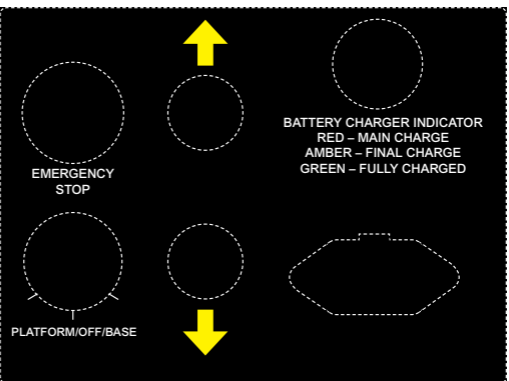 EMERGENCY
STOP
BATTERY CHARGER INDICATOR
RED – MAIN CHARGE
AMBER – FINAL CHARGE
GREEN – FULLY CHARGED
PLATFORM/OFF/BASE